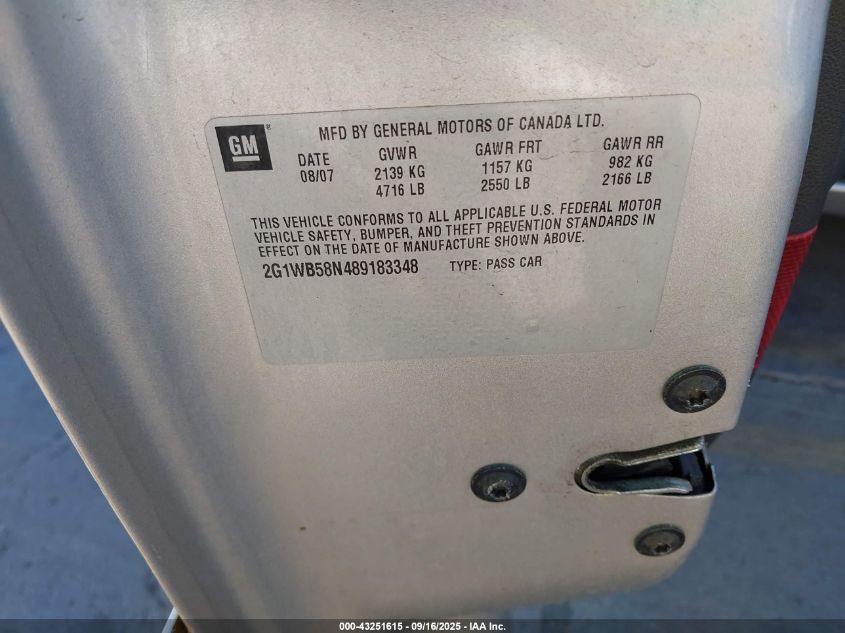 GM ®
MFD BY GENERAL MOTORS OF CANADA LTD.
DATE GVWR GAWR FRT GAWR RR
08/07 2139 KG 1157 KG 982 KG
4716 LB 2550 LB 2166 LB
THIS VEHICLE CONFORMS TO ALL APPLICABLE U.S. FEDERAL MOTOR
VEHICLE SAFETY, BUMPER, AND THEFT PREVENTION STANDARDS IN
EFFECT ON THE DATE OF MANUFACTURE SHOWN ABOVE.
2G1WB58N489183348 TYPE: PASS CAR
000-43251615 - 09/16/2025 - IAA Inc.